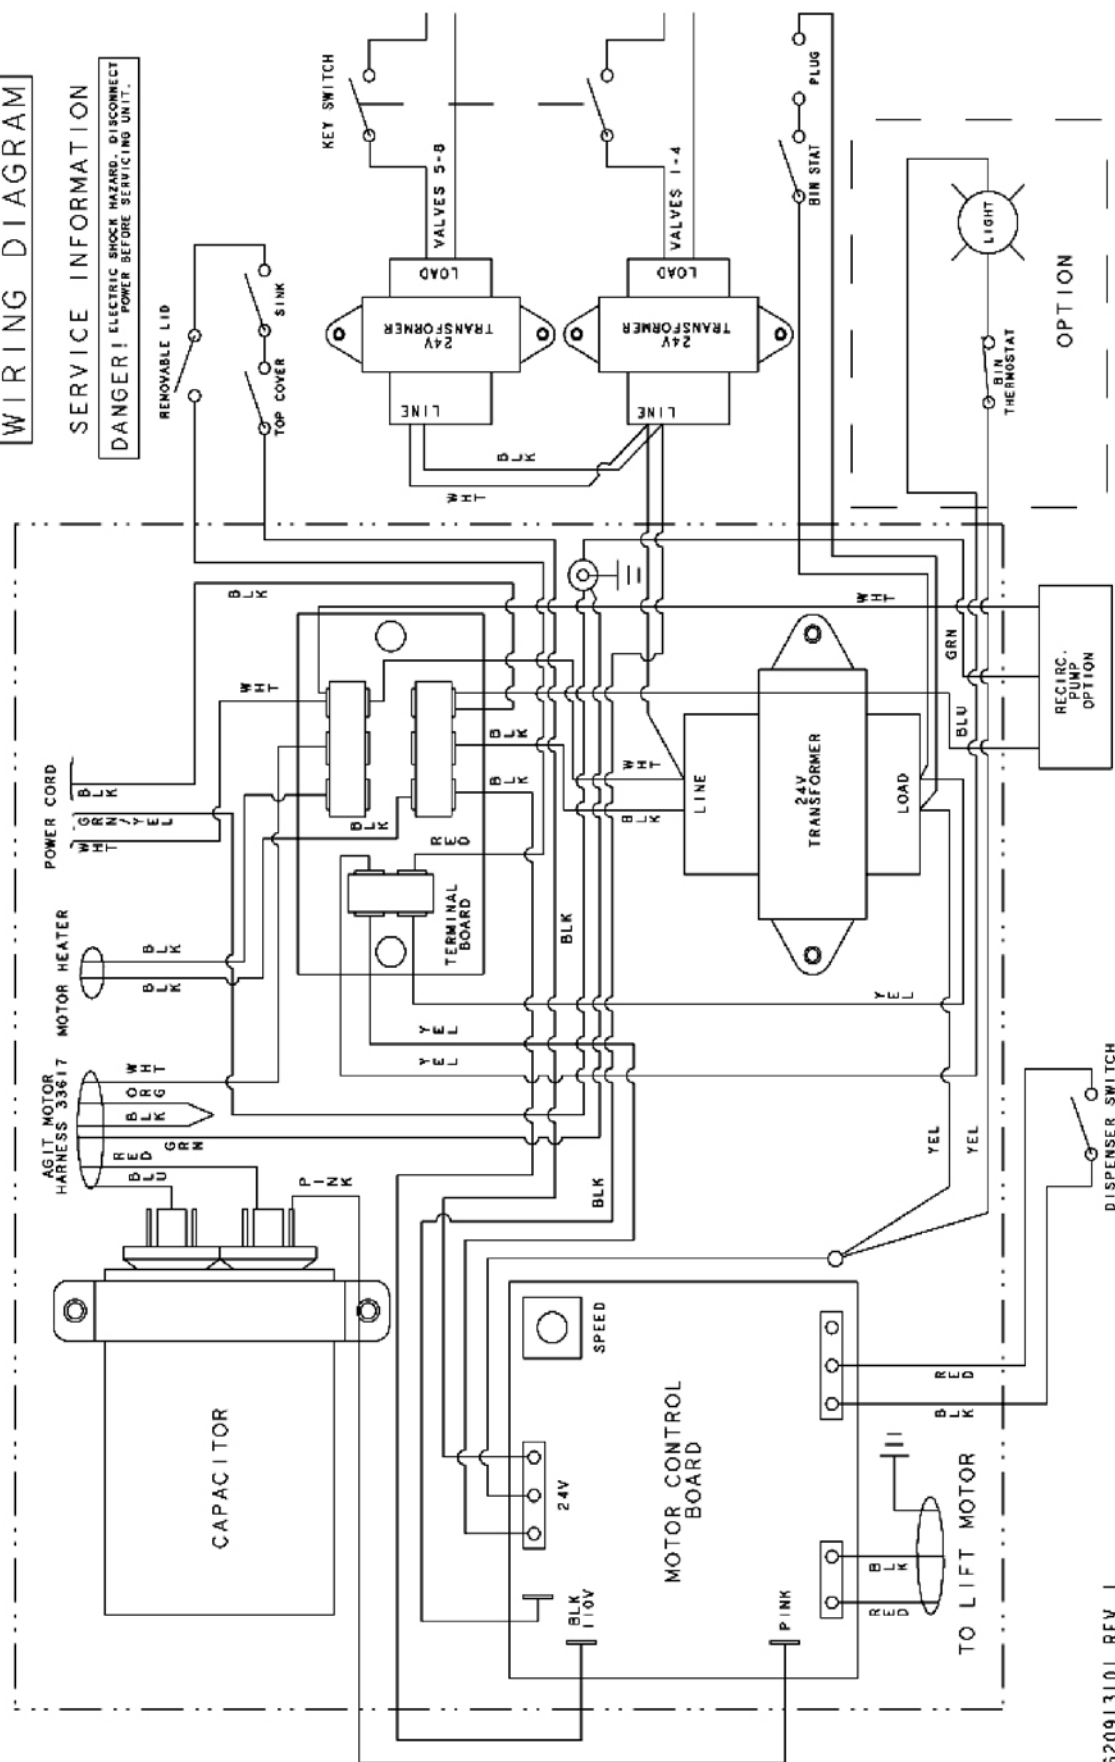 WIRING DIAGRAM
SERVICE INFORMATION
DANGER! ELECTRIC SHOCK HAZARD. DISCONNECT
POWER BEFORE SERVICING UNIT.
REMOVABLE LID
TOP COVER
SINK
KEY SWITCH
VALVES 5-8
VALVES 1-4
LOAD
24V
TRANSFORMER
LINE
LOAD
24V
TRANSFORMER
LINE
BLK
WHT
BIN STAT
PLUG
LIGHT
BIN
THERMOSTAT
OPTION
POWER CORD
BLK
GRN/YEL
WHT
BLK
WHT
MOTOR HEATER
BLK
BLK
AGIT MOTOR
HARNESS 33617
WHT
ORG
BLK
GRN
RED
BLU
PINK
TERMINAL
BOARD
BLK
RED
BLK
BLK
YEL
YEL
BLK
BLK
WHT
BLK
LINE
24V
TRANSFORMER
LOAD
WHT
GRN
BLU
RECIRC.
PUMP
OPTION
YEL
YEL
YEL
DISPENSER SWITCH
CAPACITOR
SPEED
24V
MOTOR CONTROL
BOARD
BLK
110V
PINK
RED
BLK
RED
BLK
TO LIFT MOTOR